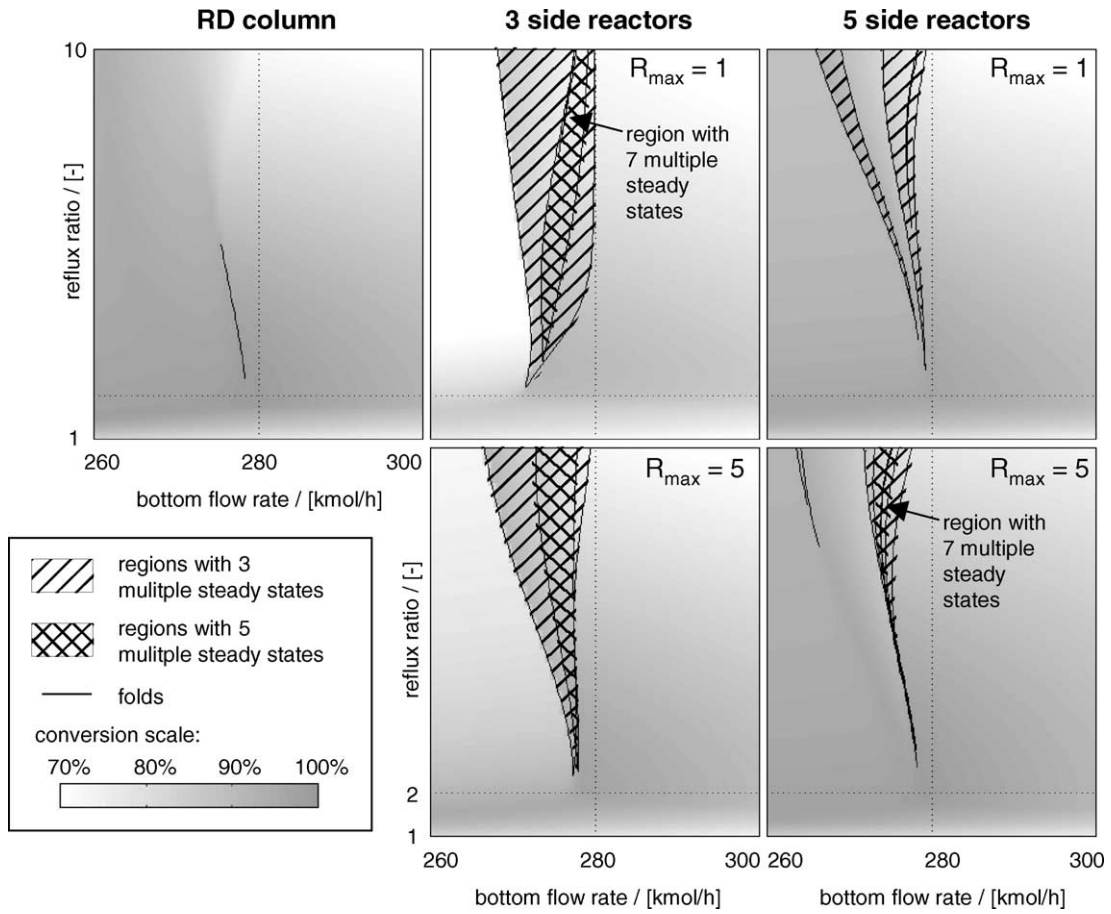 RD column
3 side reactors
5 side reactors
10
reflux ratio / [-]
1
260
280
300
bottom flow rate / [kmol/h]
R_max = 1
region with
7 multiple
steady
states
R_max = 1
regions with 3
mulitple steady states
regions with 5
mulitple steady states
folds
conversion scale:
70%
80%
90%
100%
R_max = 5
reflux ratio / [-]
2
1
260
280
300
bottom flow rate / [kmol/h]
R_max = 5
region with
7 multiple
steady
states
260
280
300
bottom flow rate / [kmol/h]